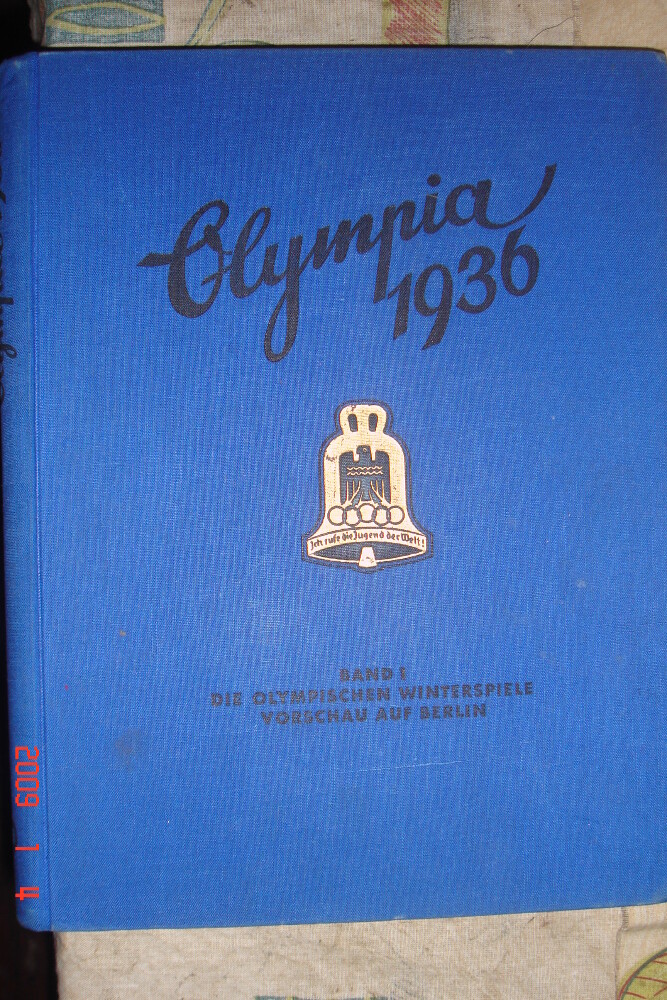 Olympia
1936
Ich rufe die Jugend der Welt!
BAND I
DIE OLYMPISCHEN WINTERSPIELE
VORSCHAU AUF BERLIN
2009 1 4